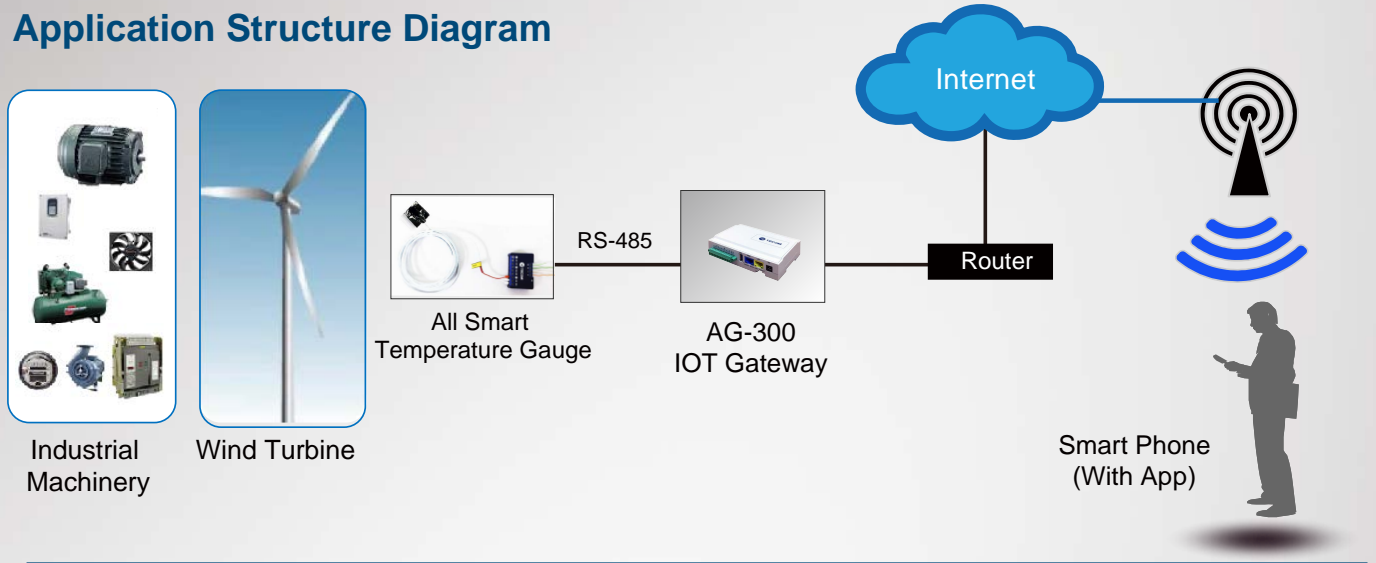 Application Structure Diagram
Internet
RS-485
Router
All Smart
Temperature Gauge
AG-300
IOT Gateway
Industrial
Machinery
Wind Turbine
Smart Phone
(With App)